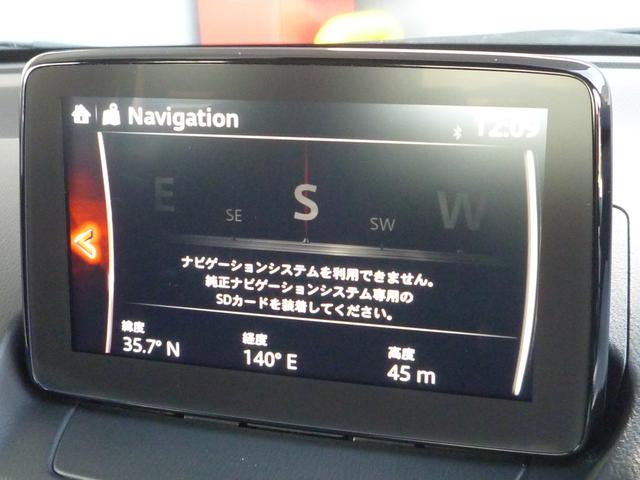 Navigation
12:09
E
SE
S
SW
W
ナビゲーションシステムを利用できません。
純正ナビゲーションシステム専用の
SDカードを装着してください。
緯度
経度
高度
35.7° N
140° E
45 m